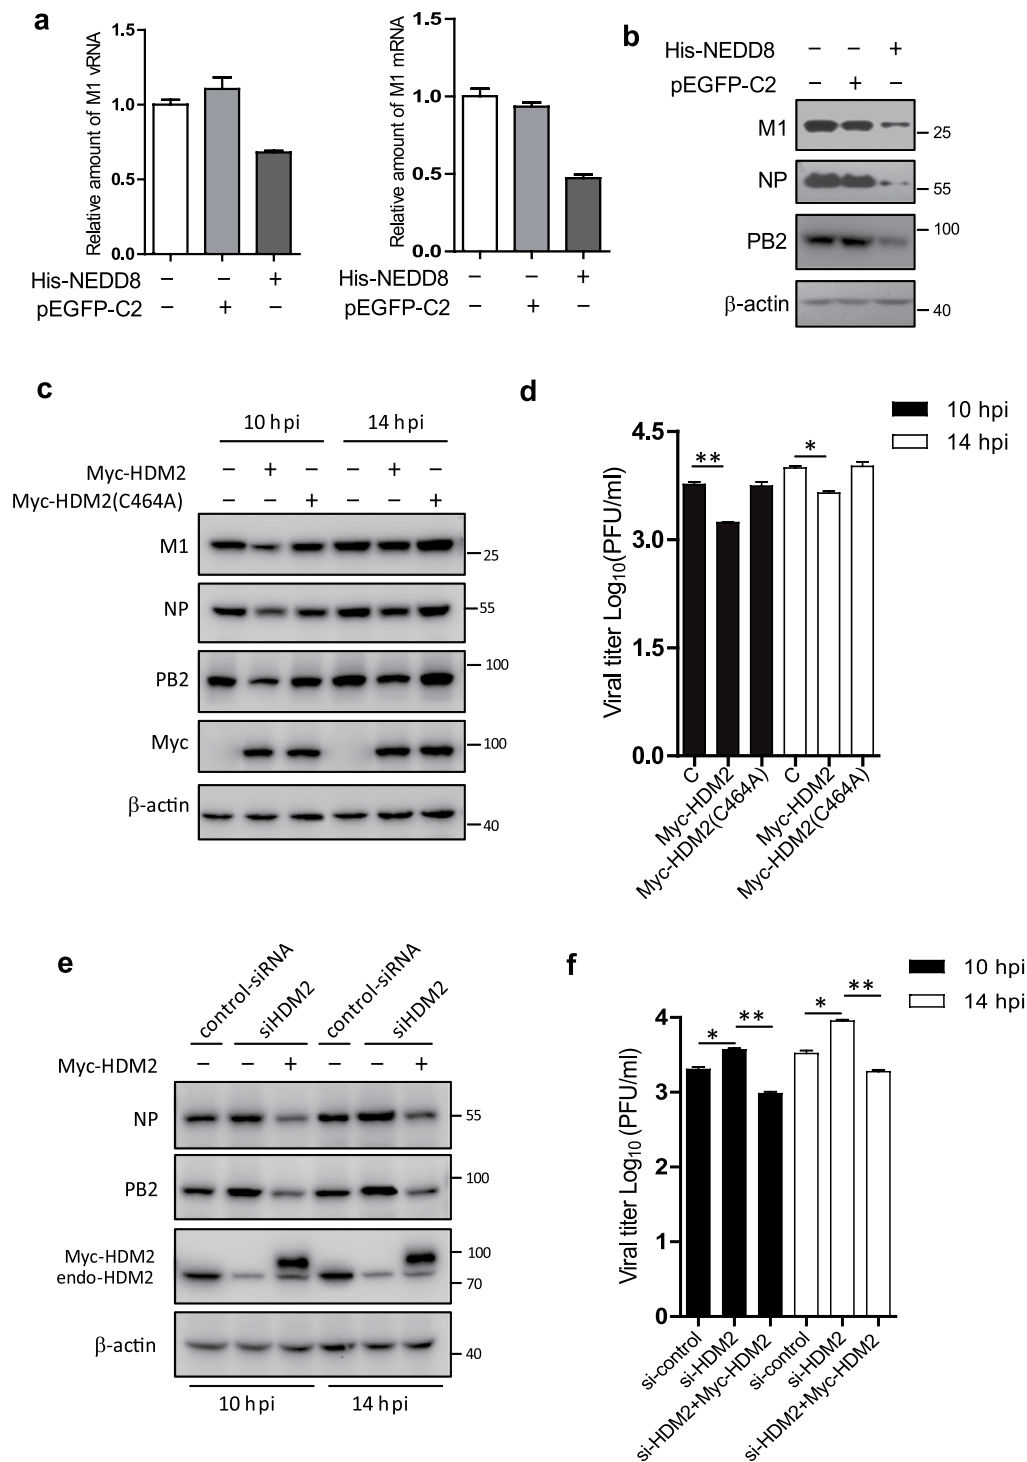 a
Relative amount of M1 vRNA
1.5
1.0
0.5
0.0
His-NEDD8 – – +
pEGFP-C2 – + –
Relative amount of M1 mRNA
1.5
1.0
0.5
0.0
His-NEDD8 – – +
pEGFP-C2 – + –
b
His-NEDD8 – – +
pEGFP-C2 – + –
M1 25
NP 55
PB2 100
β-actin 40
c
10 hpi 14 hpi
Myc-HDM2 – + – – + –
Myc-HDM2(C464A) – – + – – +
M1 25
NP 55
PB2 100
Myc 100
β-actin 40
d
10 hpi
14 hpi
Viral titer Log10(PFU/ml)
4.5
3.0
1.5
0.0
** *
C
Myc-HDM2
Myc-HDM2(C464A)
C
Myc-HDM2
Myc-HDM2(C464A)
e
control-siRNA siHDM2 control-siRNA siHDM2
Myc-HDM2 – – + – – +
NP 55
PB2 100
Myc-HDM2 100
endo-HDM2 70
β-actin 40
10 hpi 14 hpi
f
10 hpi
14 hpi
Viral titer Log10 (PFU/ml)
4
3
2
1
0
* ** * **
si-control
si-HDM2
si-HDM2+Myc-HDM2
si-control
si-HDM2
si-HDM2+Myc-HDM2